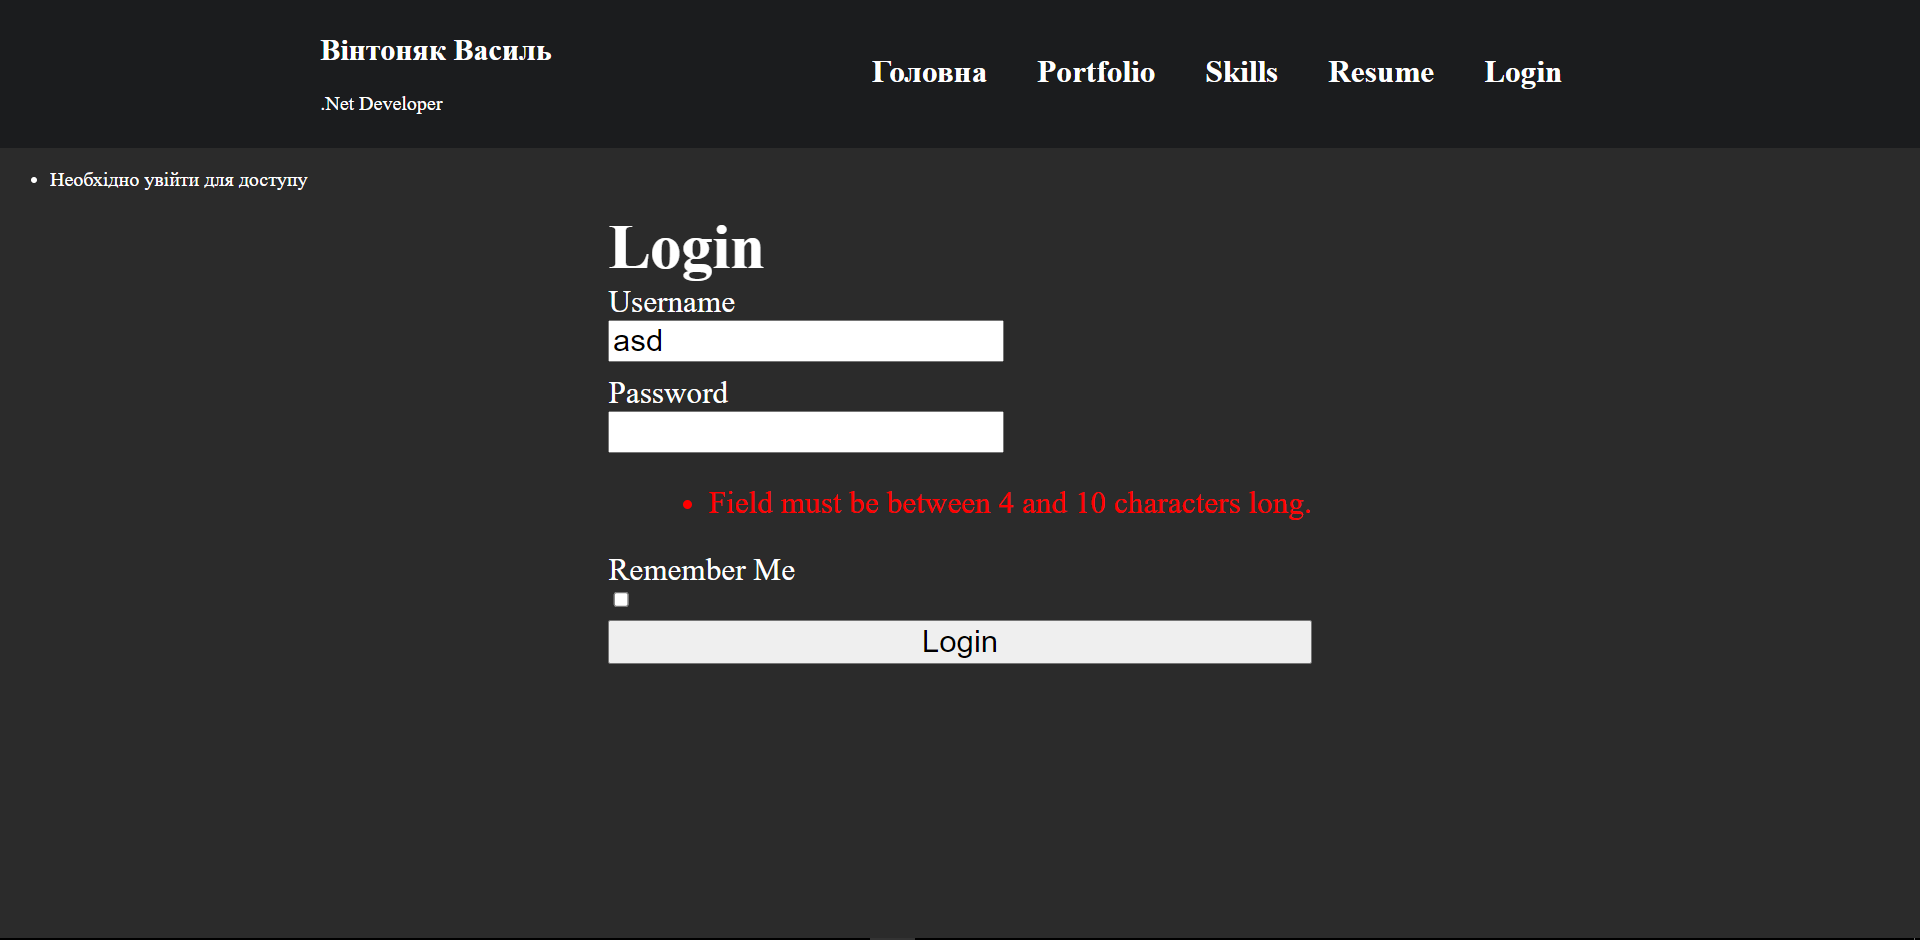 Вінтоняк Василь
.Net Developer
Головна Portfolio Skills Resume Login
Необхідно увійти для доступу
Login
Username
asd
Password
Field must be between 4 and 10 characters long.
Remember Me
Login